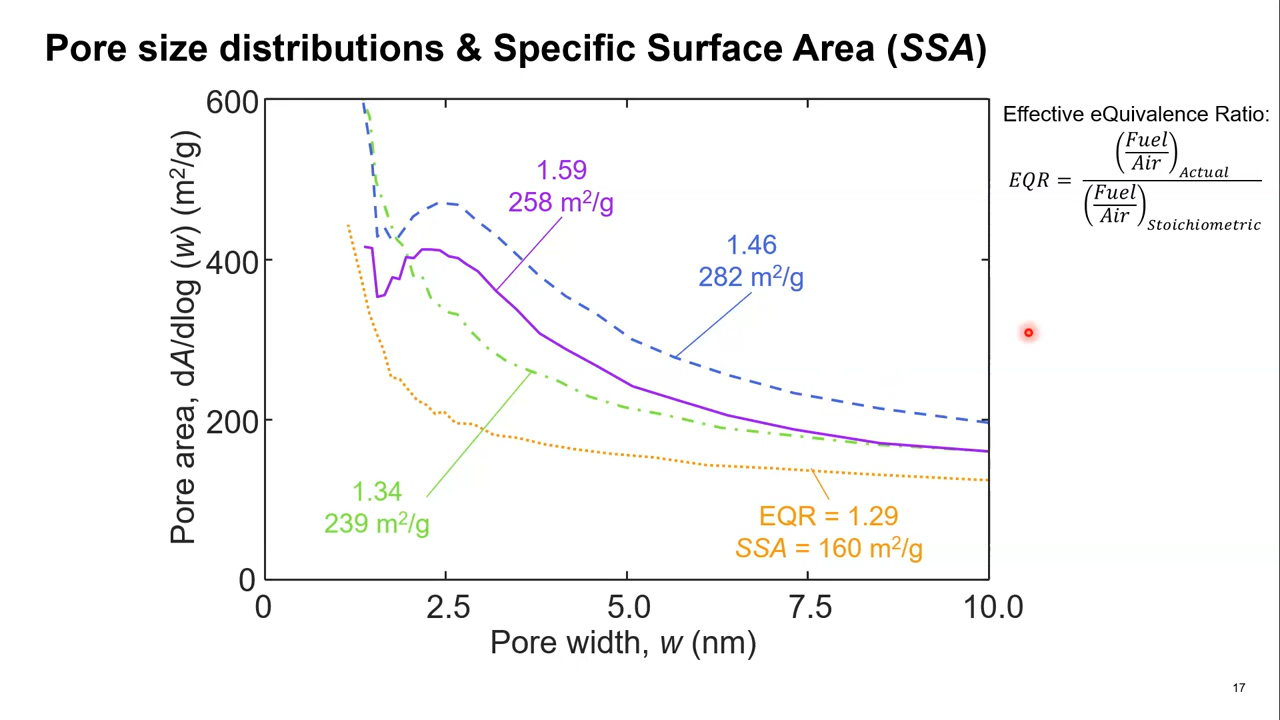 Pore size distributions & Specific Surface Area (SSA)
Effective eQuivalence Ratio:
EQR = (Fuel/Air)Actual / (Fuel/Air)Stoichiometric
Pore area, dA/dlog (w) (m²/g)
600
400
200
0
1.59
258 m²/g
1.46
282 m²/g
1.34
239 m²/g
EQR = 1.29
SSA = 160 m²/g
0 2.5 5.0 7.5 10.0
Pore width, w (nm)
17